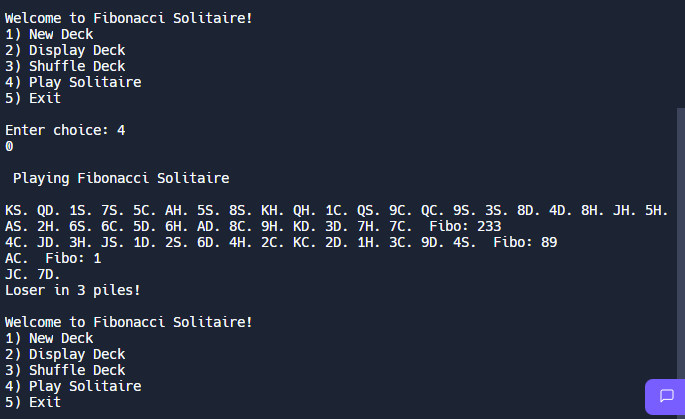 Welcome to Fibonacci Solitaire!
1) New Deck
2) Display Deck
3) Shuffle Deck
4) Play Solitaire
5) Exit
Enter choice: 4
0
Playing Fibonacci Solitaire
KS. QD. 1S. 7S. 5C. AH. 5S. 8S. KH. QH. 1C. QS. 9C. QC. 9S. 3S. 8D. 4D. 8H. JH. 5H.
AS. 2H. 6S. 6C. 5D. 6H. AD. 8C. 9H. KD. 3D. 7H. 7C.  Fibo: 233
4C. JD. 3H. JS. 1D. 2S. 6D. 4H. 2C. KC. 2D. 1H. 3C. 9D. 4S.  Fibo: 89
AC.  Fibo: 1
JC. 7D.
Loser in 3 piles!
Welcome to Fibonacci Solitaire!
1) New Deck
2) Display Deck
3) Shuffle Deck
4) Play Solitaire
5) Exit